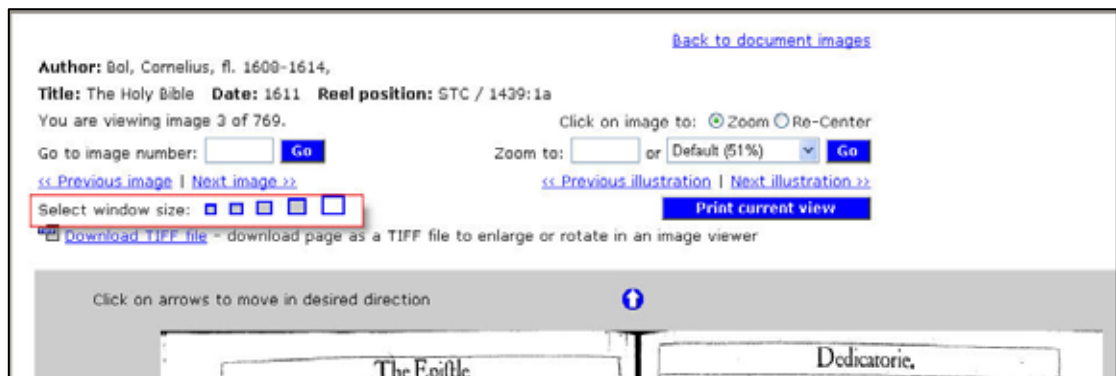 Back to document images
Author: Bol, Cornelius, fl. 1608-1614,
Title: The Holy Bible Date: 1611 Reel position: STC / 1439:1a
You are viewing image 3 of 769. Click on image to: Zoom Re-Center
Go to image number: Go Zoom to: or Default (51%) Go
<< Previous image | Next image >> << Previous illustration | Next illustration >>
Select window size: Print current view
Download TIFF file - download page as a TIFF file to enlarge or rotate in an image viewer
Click on arrows to move in desired direction
The Epiſtle Dedicatorie.